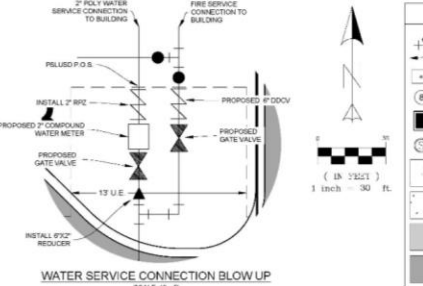 2" POLY WATER
SERVICE CONNECTION
TO BUILDING
FIRE SERVICE
CONNECTION TO
BUILDING
PSLUSD P.O.S.
INSTALL 2" RPZ
PROPOSED 6" DDCV
PROPOSED 2" COMPOUND
WATER METER
PROPOSED
GATE VALVE
PROPOSED
GATE VALVE
13' U.E.
INSTALL 6"X2"
REDUCER
WATER SERVICE CONNECTION BLOW UP
N
( IN FEET )
1 inch = 30 ft.